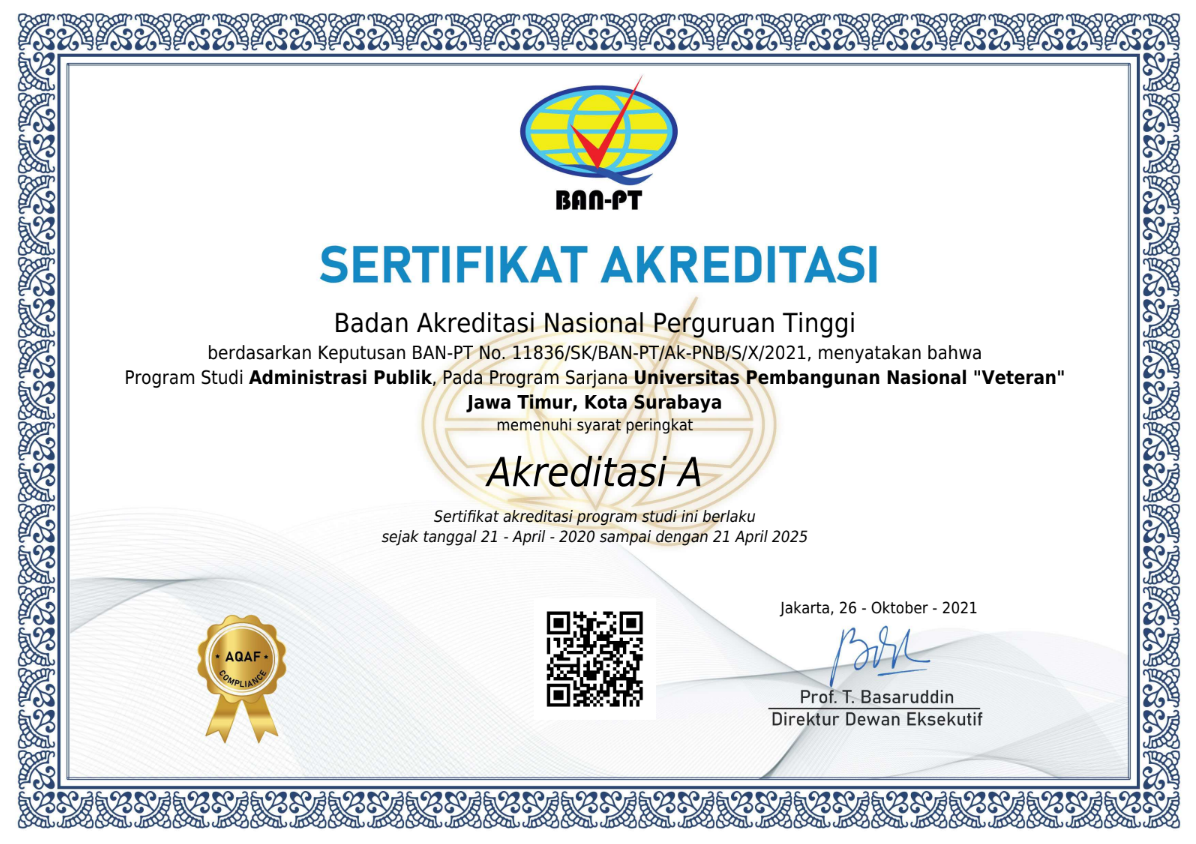 BAN-PT
SERTIFIKAT AKREDITASI
Badan Akreditasi Nasional Perguruan Tinggi
berdasarkan Keputusan BAN-PT No. 11836/SK/BAN-PT/Ak-PNB/S/X/2021, menyatakan bahwa
Program Studi Administrasi Publik, Pada Program Sarjana Universitas Pembangunan Nasional "Veteran"
Jawa Timur, Kota Surabaya
memenuhi syarat peringkat
Akreditasi A
Sertifikat akreditasi program studi ini berlaku
sejak tanggal 21 - April - 2020 sampai dengan 21 April 2025
Jakarta, 26 - Oktober - 2021
• AQAF •
COMPLIANCE
Prof. T. Basaruddin
Direktur Dewan Eksekutif